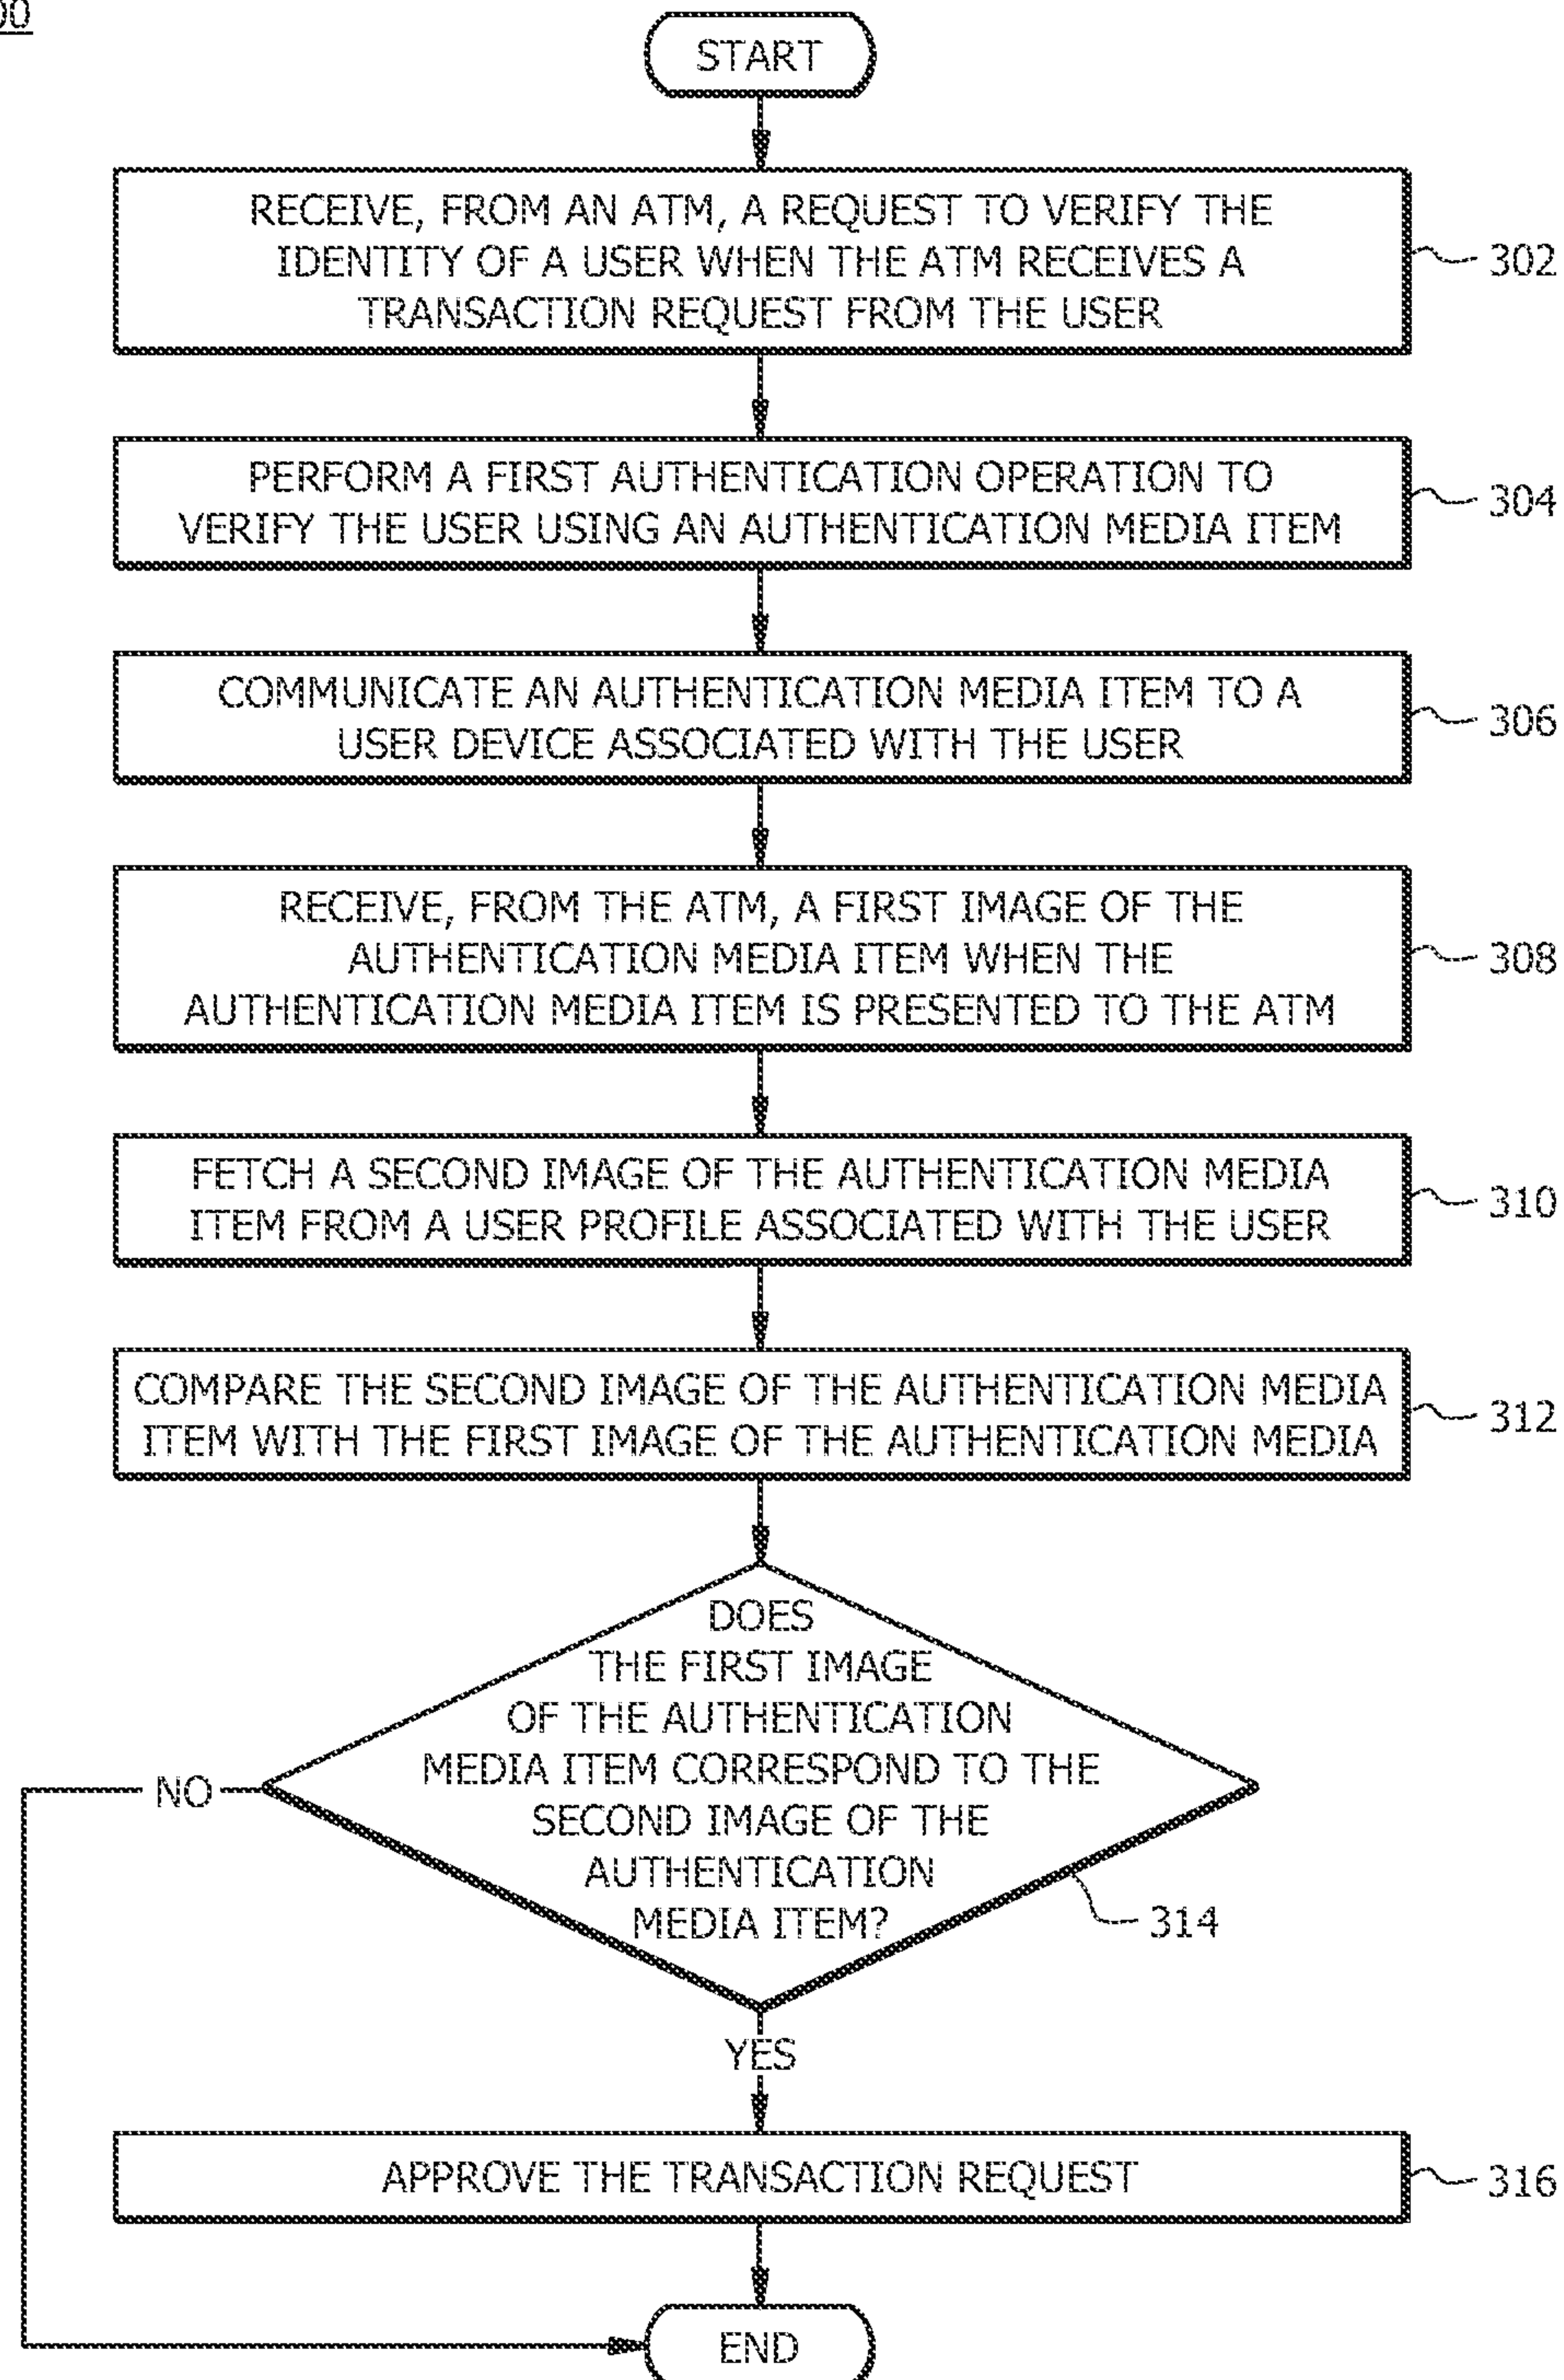 00
START
RECEIVE, FROM AN ATM, A REQUEST TO VERIFY THE
IDENTITY OF A USER WHEN THE ATM RECEIVES A
TRANSACTION REQUEST FROM THE USER
302
PERFORM A FIRST AUTHENTICATION OPERATION TO
VERIFY THE USER USING AN AUTHENTICATION MEDIA ITEM
304
COMMUNICATE AN AUTHENTICATION MEDIA ITEM TO A
USER DEVICE ASSOCIATED WITH THE USER
306
RECEIVE, FROM THE ATM, A FIRST IMAGE OF THE
AUTHENTICATION MEDIA ITEM WHEN THE
AUTHENTICATION MEDIA ITEM IS PRESENTED TO THE ATM
308
FETCH A SECOND IMAGE OF THE AUTHENTICATION MEDIA
ITEM FROM A USER PROFILE ASSOCIATED WITH THE USER
310
COMPARE THE SECOND IMAGE OF THE AUTHENTICATION MEDIA
ITEM WITH THE FIRST IMAGE OF THE AUTHENTICATION MEDIA
312
DOES
THE FIRST IMAGE
OF THE AUTHENTICATION
MEDIA ITEM CORRESPOND TO THE
SECOND IMAGE OF THE
AUTHENTICATION
MEDIA ITEM?
314
NO
YES
APPROVE THE TRANSACTION REQUEST
316
END